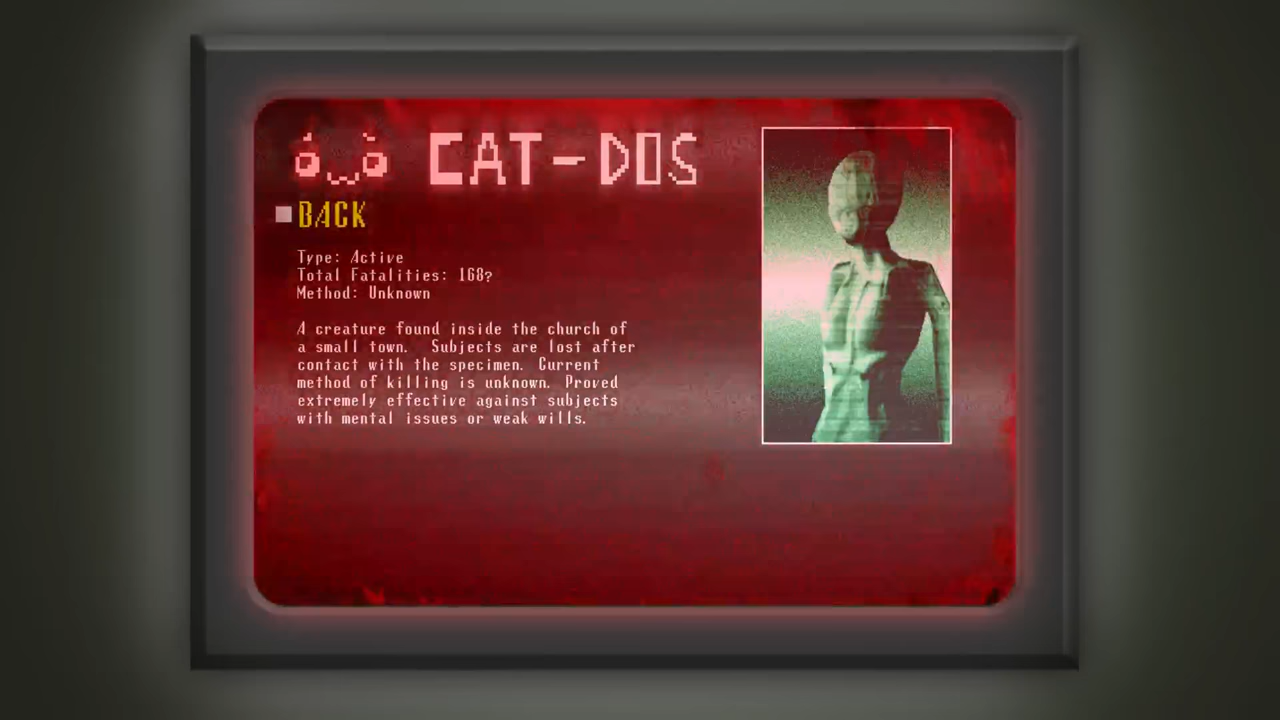 CAT-DOS
BACK
Type: Active
Total Fatalities: 168?
Method: Unknown
A creature found inside the church of
a small town. Subjects are lost after
contact with the specimen. Current
method of killing is unknown. Proved
extremely effective against subjects
with mental issues or weak wills.